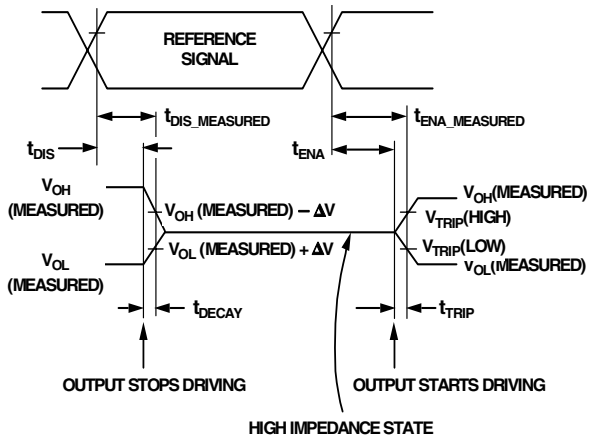 REFERENCE
SIGNAL
tDIS_MEASURED
tENA_MEASURED
tDIS
tENA
VOH
(MEASURED)
VOH (MEASURED) – ΔV
VOH(MEASURED)
VTRIP(HIGH)
VOL
(MEASURED)
VOL (MEASURED) + ΔV
VTRIP(LOW)
VOL(MEASURED)
tDECAY
tTRIP
OUTPUT STOPS DRIVING
OUTPUT STARTS DRIVING
HIGH IMPEDANCE STATE